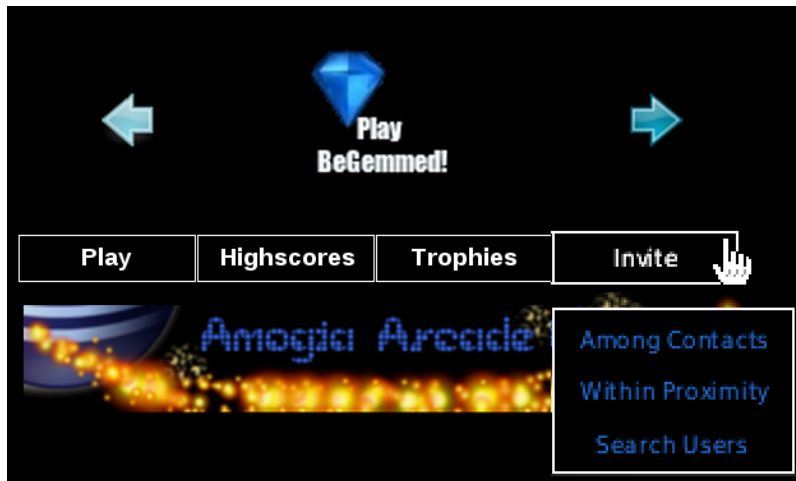 Play
BeGemmed!
Play Highscores Trophies Invite
Amogia Arcade
Among Contacts
Within Proximity
Search Users